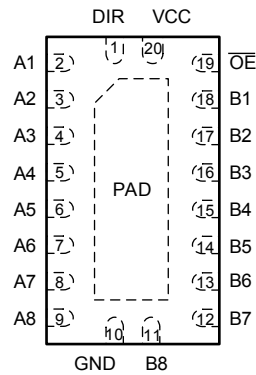 DIR VCC
1 20
A1 2 19 O̅E̅
A2 3 18 B1
A3 4 17 B2
A4 5 16 B3
A5 6 PAD 15 B4
A6 7 14 B5
A7 8 13 B6
A8 9 12 B7
10 11
GND B8